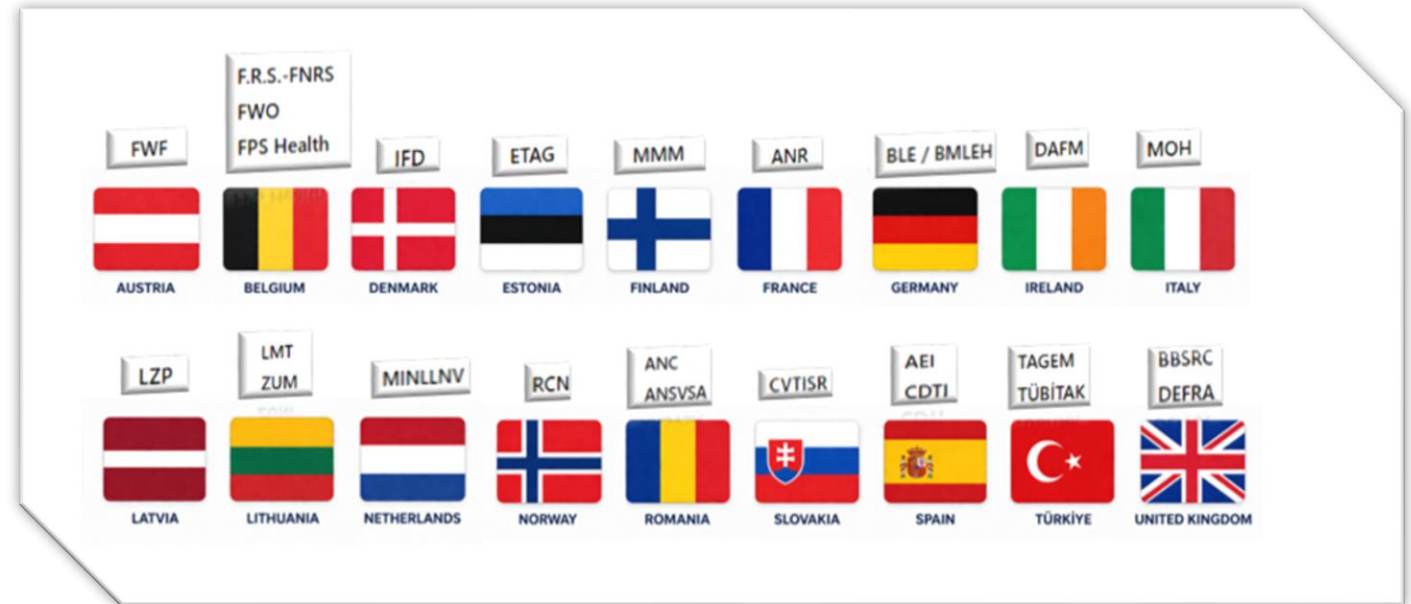 F.R.S.-FNRS
FWO
FPS Health
FWF
IFD
ETAG
MMM
ANR
BLE / BMLEH
DAFM
MOH
AUSTRIA
BELGIUM
DENMARK
ESTONIA
FINLAND
FRANCE
GERMANY
IRELAND
ITALY
LZP
LMT
ZUM
MINLLNV
RCN
ANC
ANSVSA
CVTISR
AEI
CDTI
TAGEM
TÜBİTAK
BBSRC
DEFRA
LATVIA
LITHUANIA
NETHERLANDS
NORWAY
ROMANIA
SLOVAKIA
SPAIN
TÜRKİYE
UNITED KINGDOM